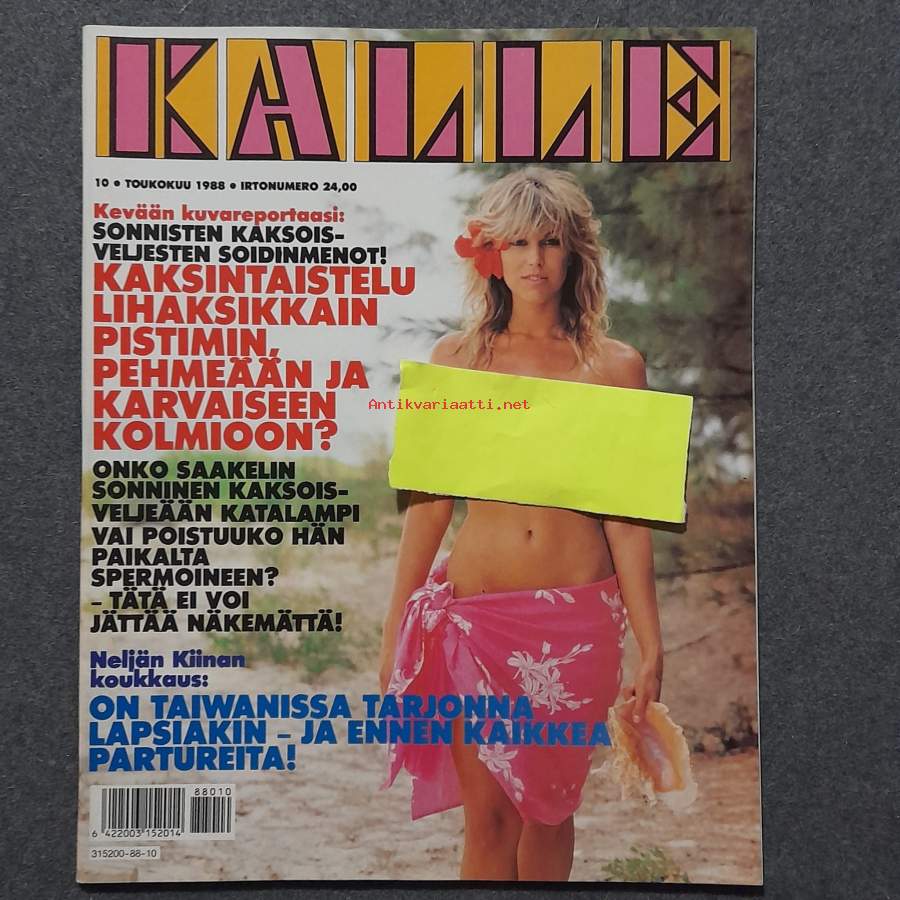 KALLE
10 • TOUKOKUU 1988 • IRTONUMERO 24,00
Kevään kuvareportaasi:
SONNISTEN KAKSOIS-
VELJESTEN SOIDINMENOT!
KAKSINTAISTELU
LIHAKSIKKAIN
PISTIMIN,
PEHMEÄÄN JA
KARVAISEEN
KOLMIOON?
Antikvariaatti.net
ONKO SAAKELIN
SONNINEN KAKSOIS-
VELJEÄÄN KATALAMPI
VAI POISTUUKO HÄN
PAIKALTA
SPERMOINEEN?
– TÄTÄ EI VOI
JÄTTÄÄ NÄKEMÄTTÄ!
Neljän Kiinan
koukkaus:
ON TAIWANISSA TARJONNA
LAPSIAKIN – JA ENNEN KAIKKEA
PARTUREITA!
88010
6 422003 152014
315200-88-10